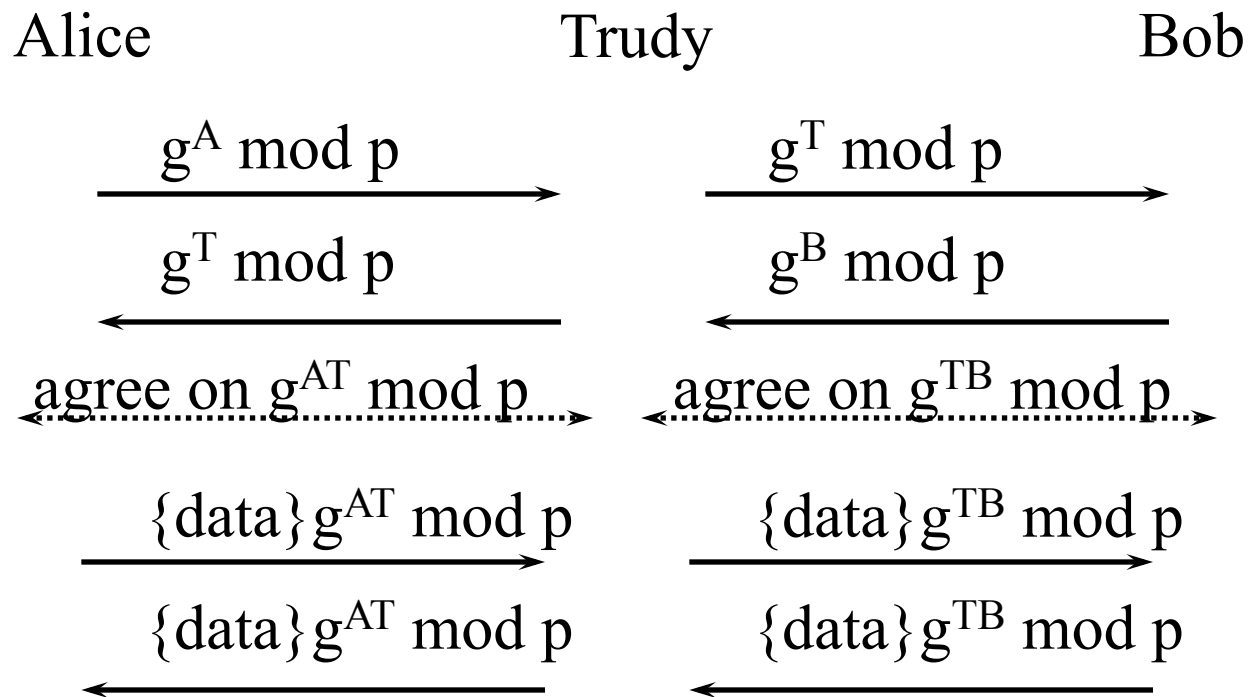 Alice Trudy Bob
g^A mod p g^T mod p
g^T mod p g^B mod p
agree on g^AT mod p agree on g^TB mod p
{data}g^AT mod p {data}g^TB mod p
{data}g^AT mod p {data}g^TB mod p